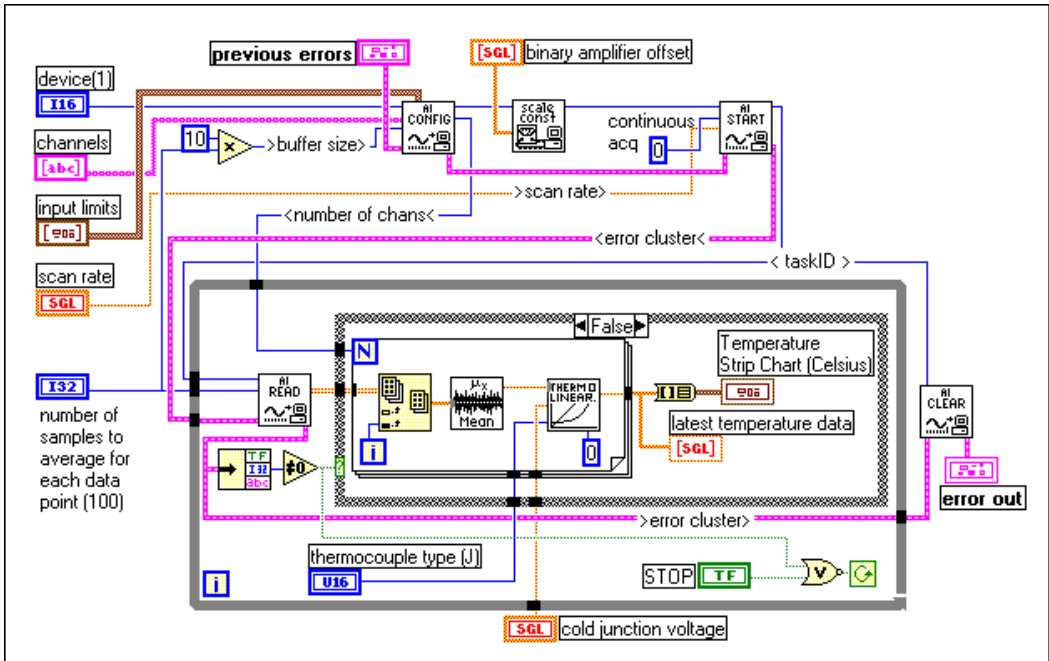 previous errors
[SGL] binary amplifier offset
device(1)
I16
AI
CONFIG
scale
const
AI
START
continuous
acq
0
10
x
>buffer size>
channels
[abc]
>scan rate>
input limits
<number of chans<
<error cluster<
< taskID >
scan rate
SGL
False
N
Temperature
Strip Chart (Celsius)
I32
AI
READ
μx
Mean
THERMO
LINEAR.
AI
CLEAR
number of
samples to
average for
each data
point (100)
i
0
latest temperature data
[SGL]
TF
I32
abc
≠0
?
error out
>error cluster>
thermocouple type (J)
U16
i
STOP TF
V
SGL cold junction voltage